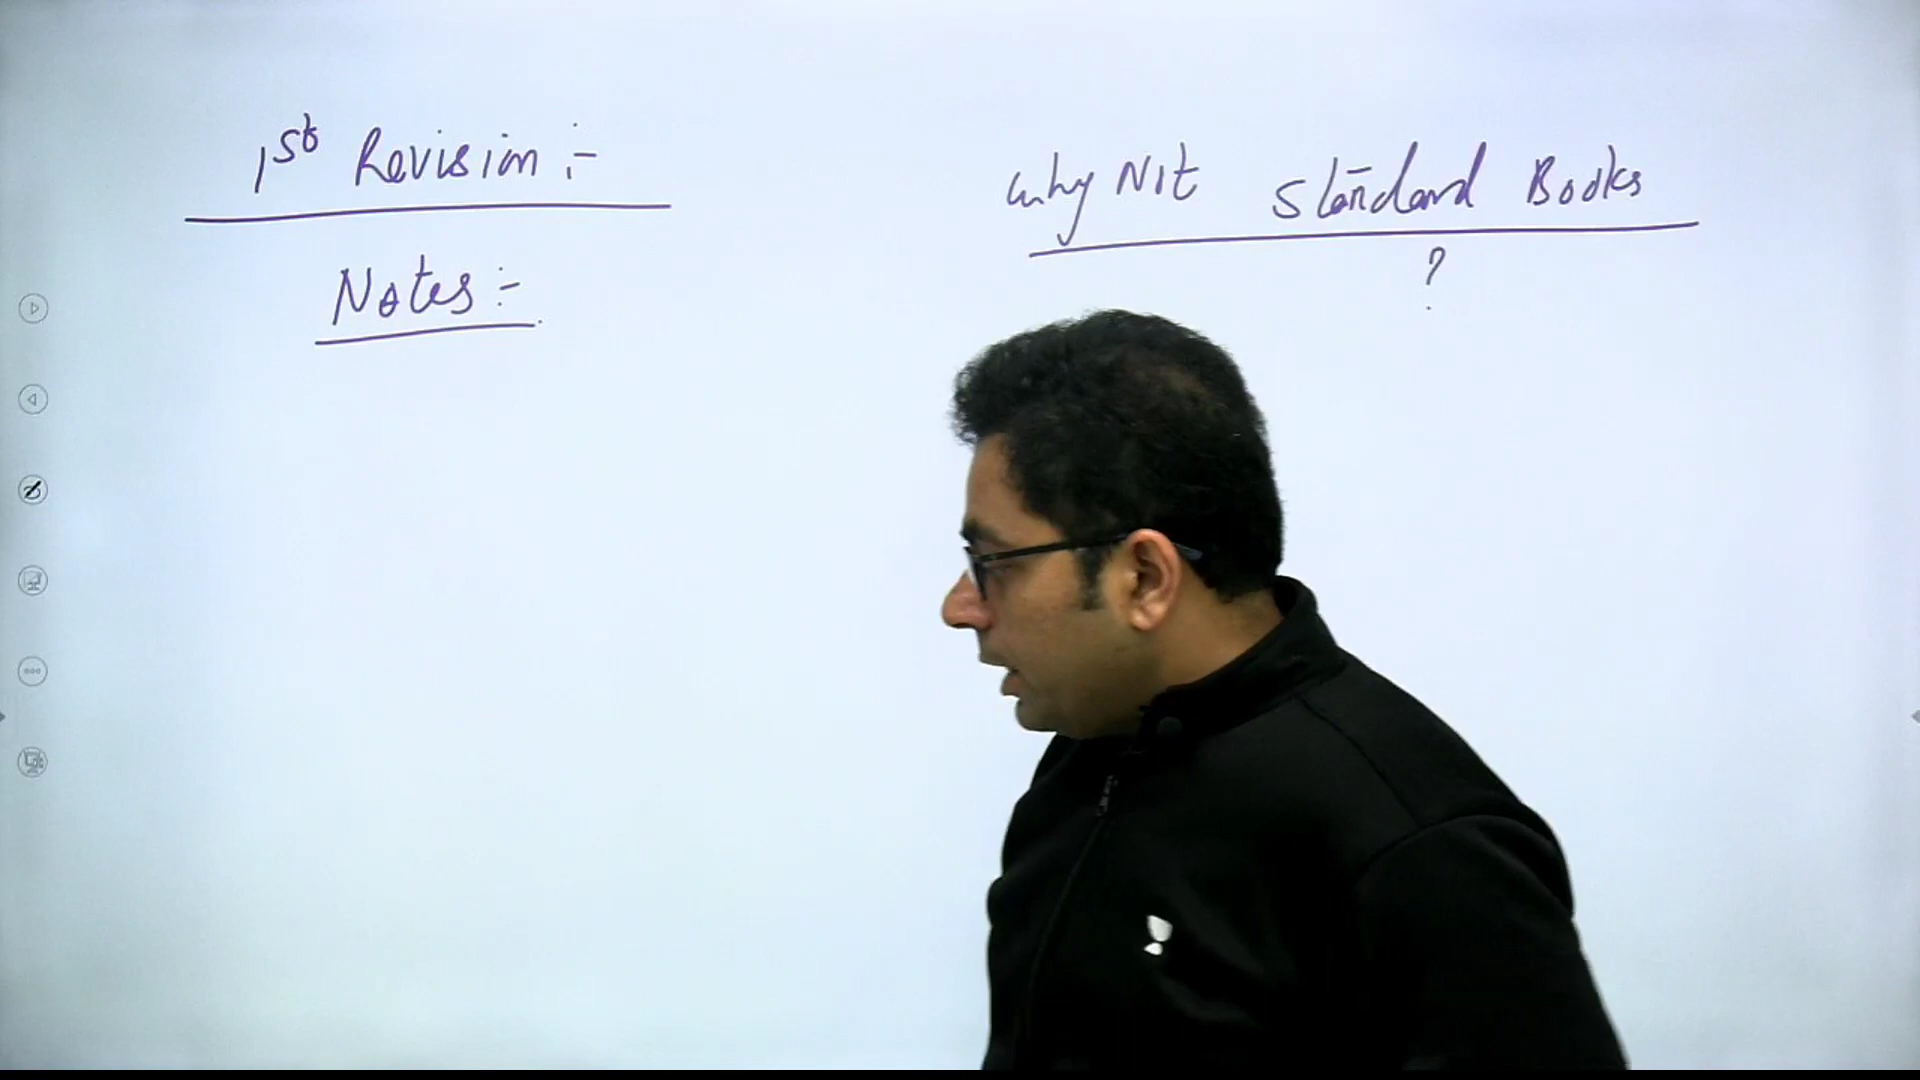 1st Revision :-
Notes :-
Why Not Standard Books
?